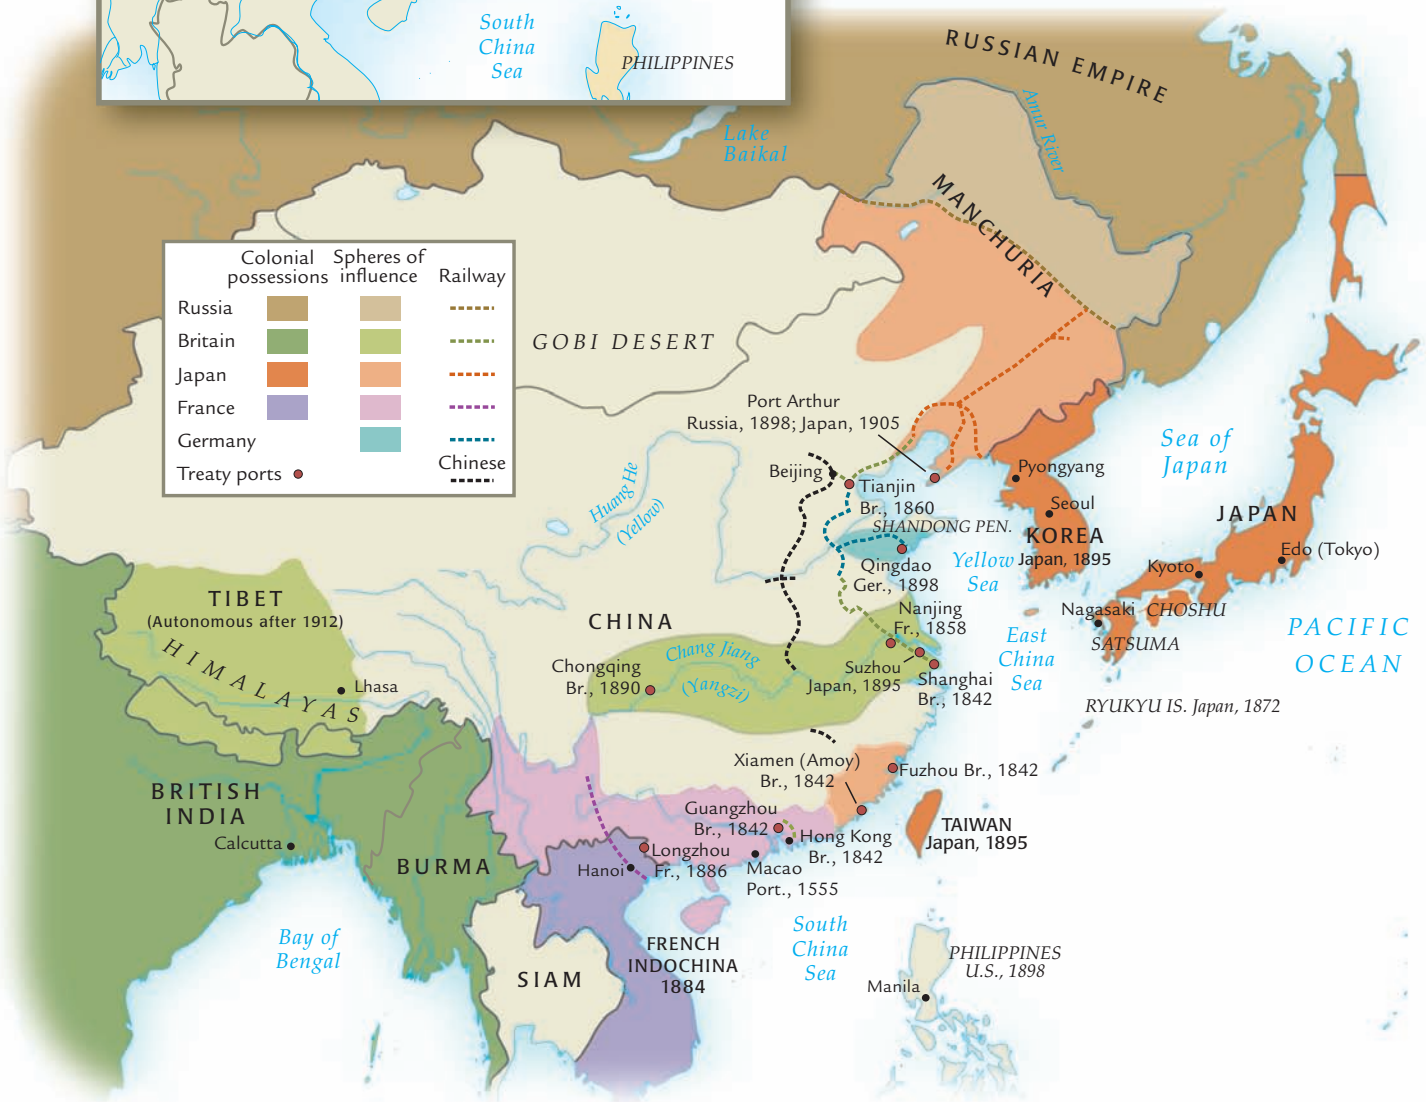 South
China
Sea
PHILIPPINES
RUSSIAN EMPIRE
Lake
Baikal
Amur River
MANCHURIA
Colonial
possessions
Spheres of
influence
Railway
Russia
Britain
Japan
France
Germany
Treaty ports
Chinese
GOBI DESERT
Port Arthur
Russia, 1898; Japan, 1905
Beijing
Tianjin
Br., 1860
SHANDONG PEN.
Huang He
(Yellow)
Qingdao
Ger., 1898
Yellow
Sea
Pyongyang
Seoul
KOREA
Japan, 1895
Sea of
Japan
JAPAN
Edo (Tokyo)
Kyoto
Nagasaki
CHOSHU
SATSUMA
PACIFIC
OCEAN
TIBET
(Autonomous after 1912)
HIMALAYAS
Lhasa
CHINA
Nanjing
Fr., 1858
Chang Jiang
(Yangzi)
Chongqing
Br., 1890
Suzhou
Japan, 1895
Shanghai
Br., 1842
East
China
Sea
RYUKYU IS. Japan, 1872
Xiamen (Amoy)
Br., 1842
Fuzhou Br., 1842
BRITISH
INDIA
Calcutta
BURMA
Guangzhou
Br., 1842
Hong Kong
Br., 1842
Longzhou
Fr., 1886
Hanoi
Macao
Port., 1555
TAIWAN
Japan, 1895
Bay of
Bengal
SIAM
FRENCH
INDOCHINA
1884
South
China
Sea
PHILIPPINES
U.S., 1898
Manila